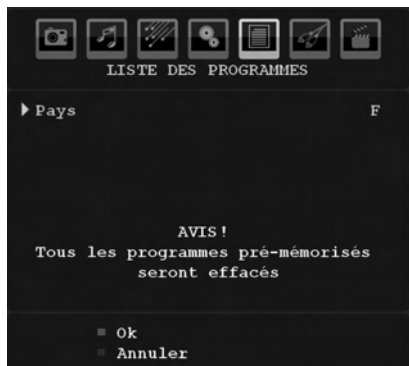 LISTE DES PROGRAMMES
Pays F
AVIS!
Tous les programmes pré-mémorisés
seront effacés
Ok
Annuler